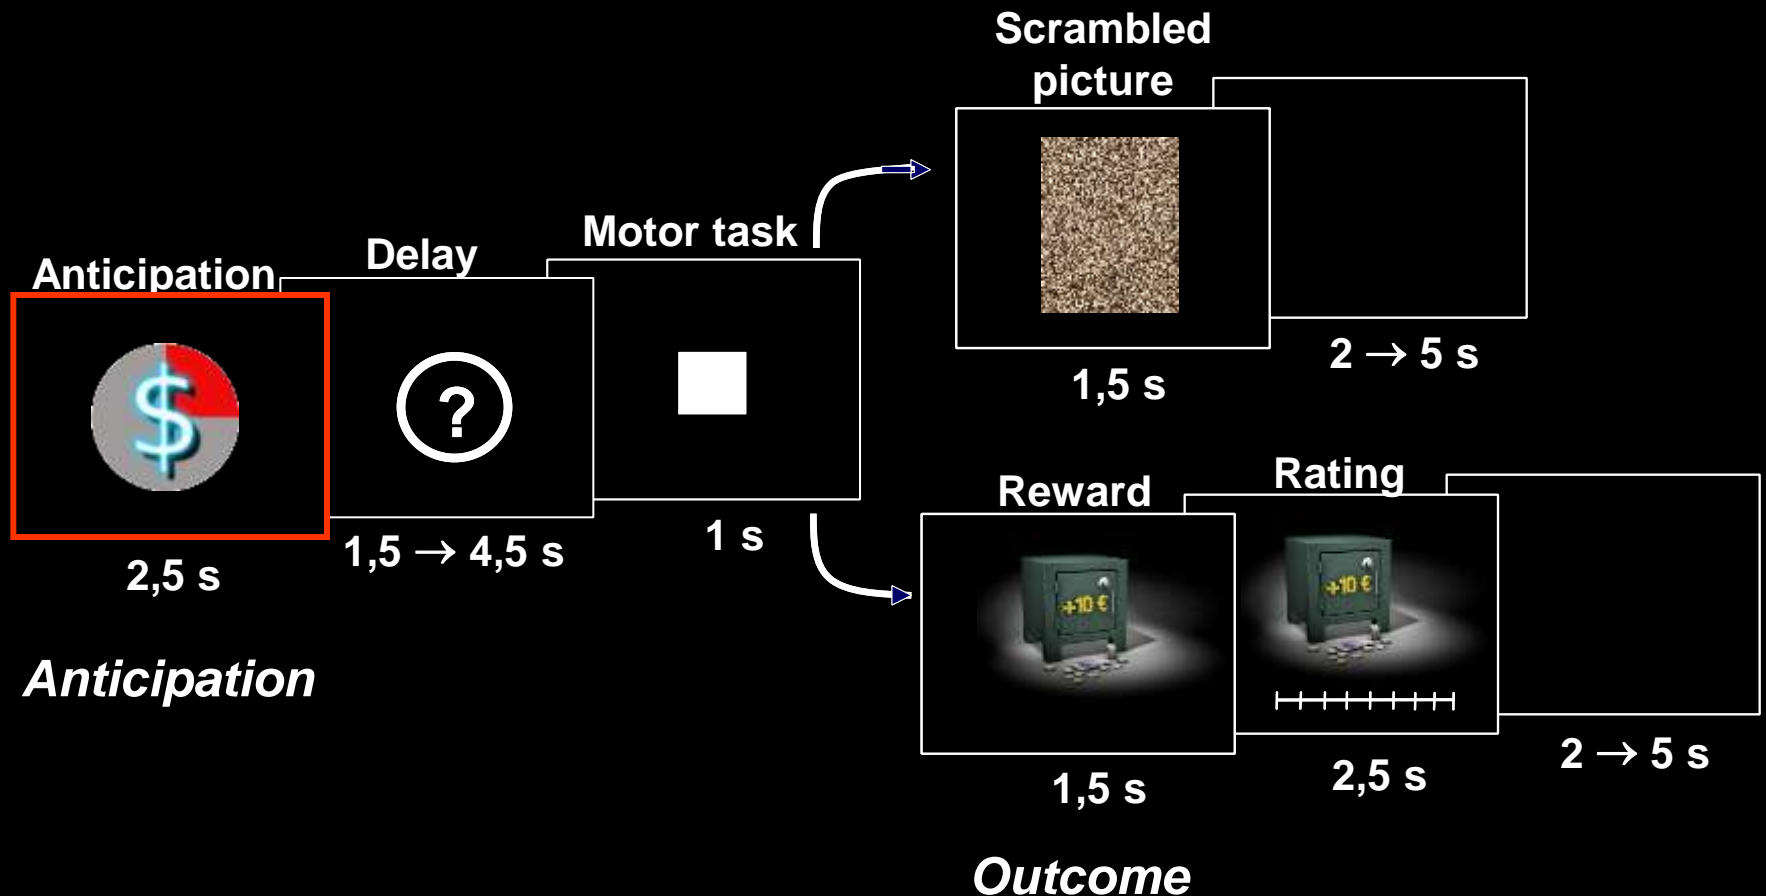 Anticipation
$
2,5 s
Anticipation
Delay
?
1,5 → 4,5 s
Motor task
1 s
Scrambled
picture
1,5 s
2 → 5 s
Reward
+10 €
1,5 s
Rating
+10 €
2,5 s
2 → 5 s
Outcome